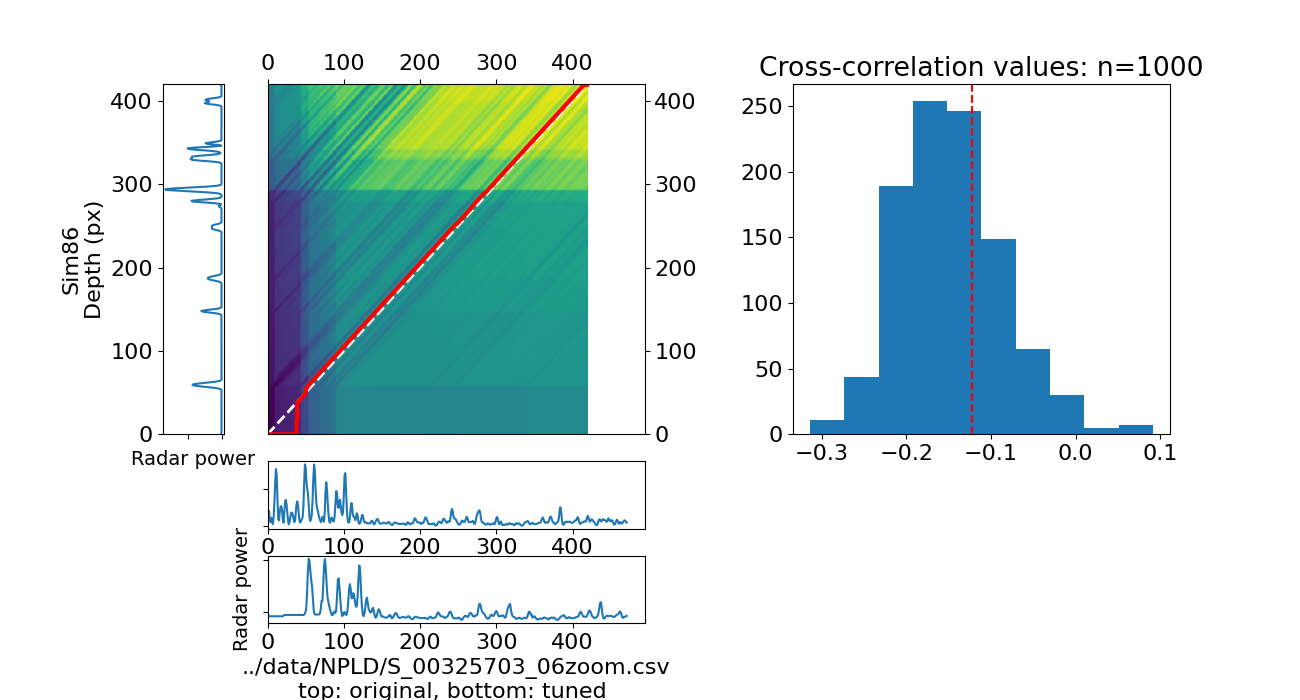 Cross-correlation values: n=1000
0 100 200 300 400
400
300
200
100
0
Sim86
Depth (px)
Radar power
400
300
200
100
0
250
200
150
100
50
0
−0.3 −0.2 −0.1 0.0 0.1
0 100 200 300 400
Radar power
0 100 200 300 400
../data/NPLD/S_00325703_06zoom.csv
top: original, bottom: tuned